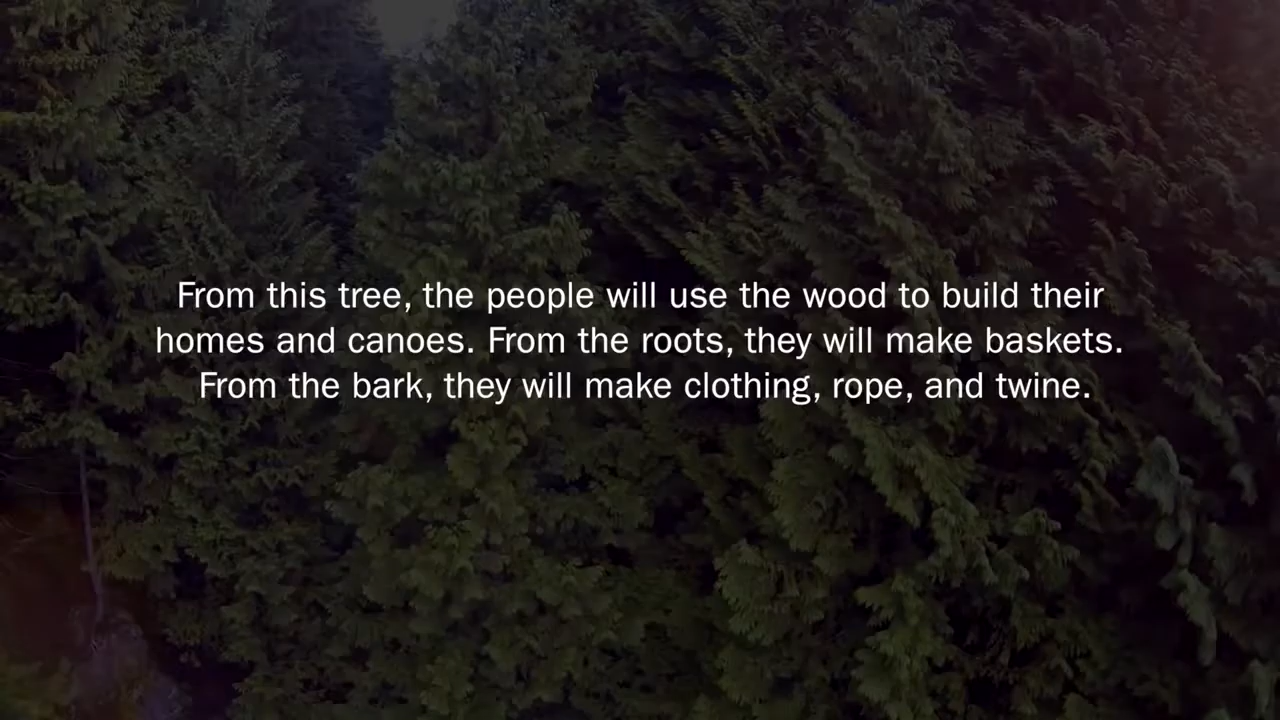 From this tree, the people will use the wood to build their
homes and canoes. From the roots, they will make baskets.
From the bark, they will make clothing, rope, and twine.